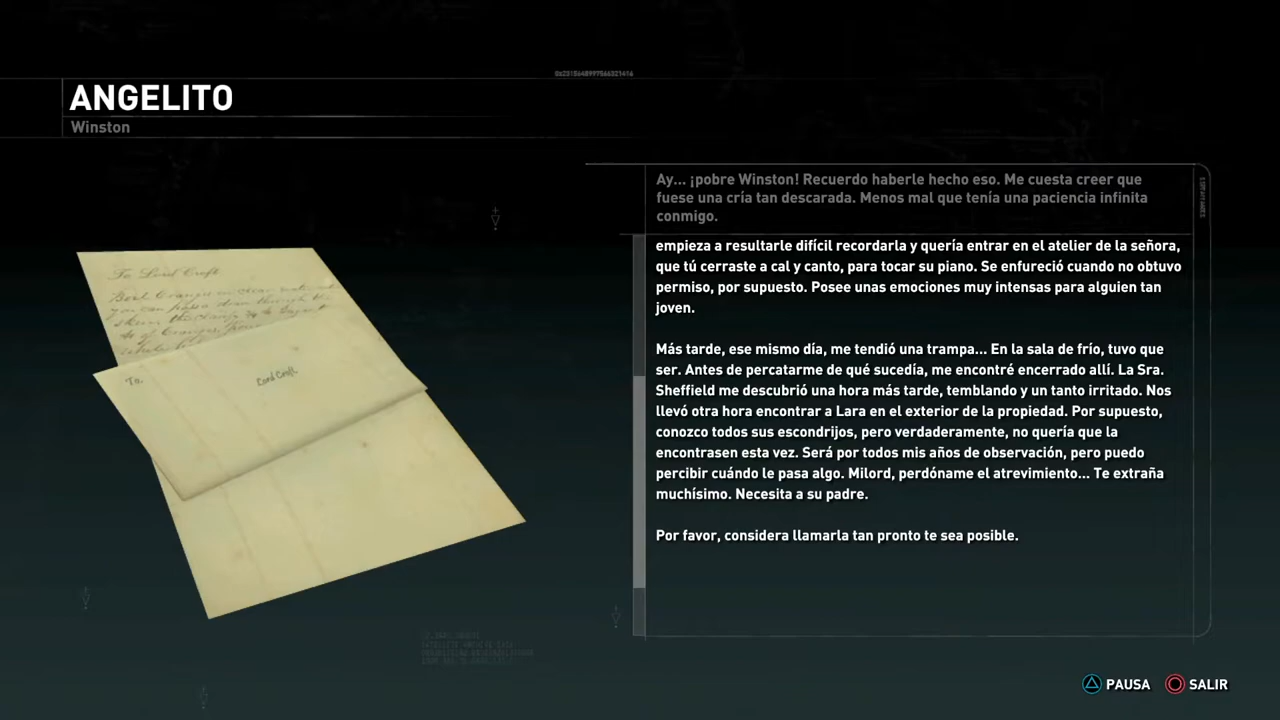 0x2315648997566321416
ANGELITO
Winston
Ay... ¡pobre Winston! Recuerdo haberle hecho eso. Me cuesta creer que
fuese una cría tan descarada. Menos mal que tenía una paciencia infinita
conmigo.
empieza a resultarle difícil recordarla y quería entrar en el atelier de la señora,
que tú cerraste a cal y canto, para tocar su piano. Se enfureció cuando no obtuvo
permiso, por supuesto. Posee unas emociones muy intensas para alguien tan
joven.
Más tarde, ese mismo día, me tendió una trampa... En la sala de frío, tuvo que
ser. Antes de percatarme de qué sucedía, me encontré encerrado allí. La Sra.
Sheffield me descubrió una hora más tarde, temblando y un tanto irritado. Nos
llevó otra hora encontrar a Lara en el exterior de la propiedad. Por supuesto,
conozco todos sus escondrijos, pero verdaderamente, no quería que la
encontrasen esta vez. Será por todos mis años de observación, pero puedo
percibir cuándo le pasa algo. Milord, perdóname el atrevimiento... Te extraña
muchísimo. Necesita a su padre.
Por favor, considera llamarla tan pronto te sea posible.
To Lord Croft
you can pass a straw through the
of Oranges
To.
Lord Croft
PAUSA
SALIR